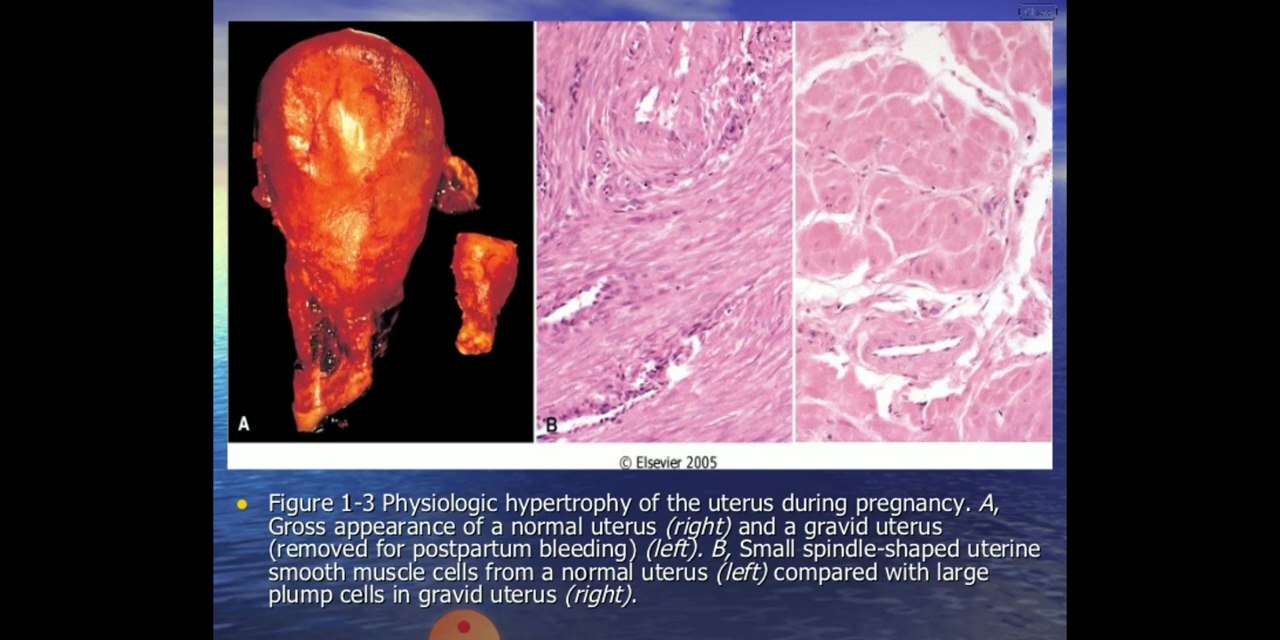 A
B
© Elsevier 2005
Figure 1-3 Physiologic hypertrophy of the uterus during pregnancy. A,
Gross appearance of a normal uterus (right) and a gravid uterus
(removed for postpartum bleeding) (left). B, Small spindle-shaped uterine
smooth muscle cells from a normal uterus (left) compared with large
plump cells in gravid uterus (right).